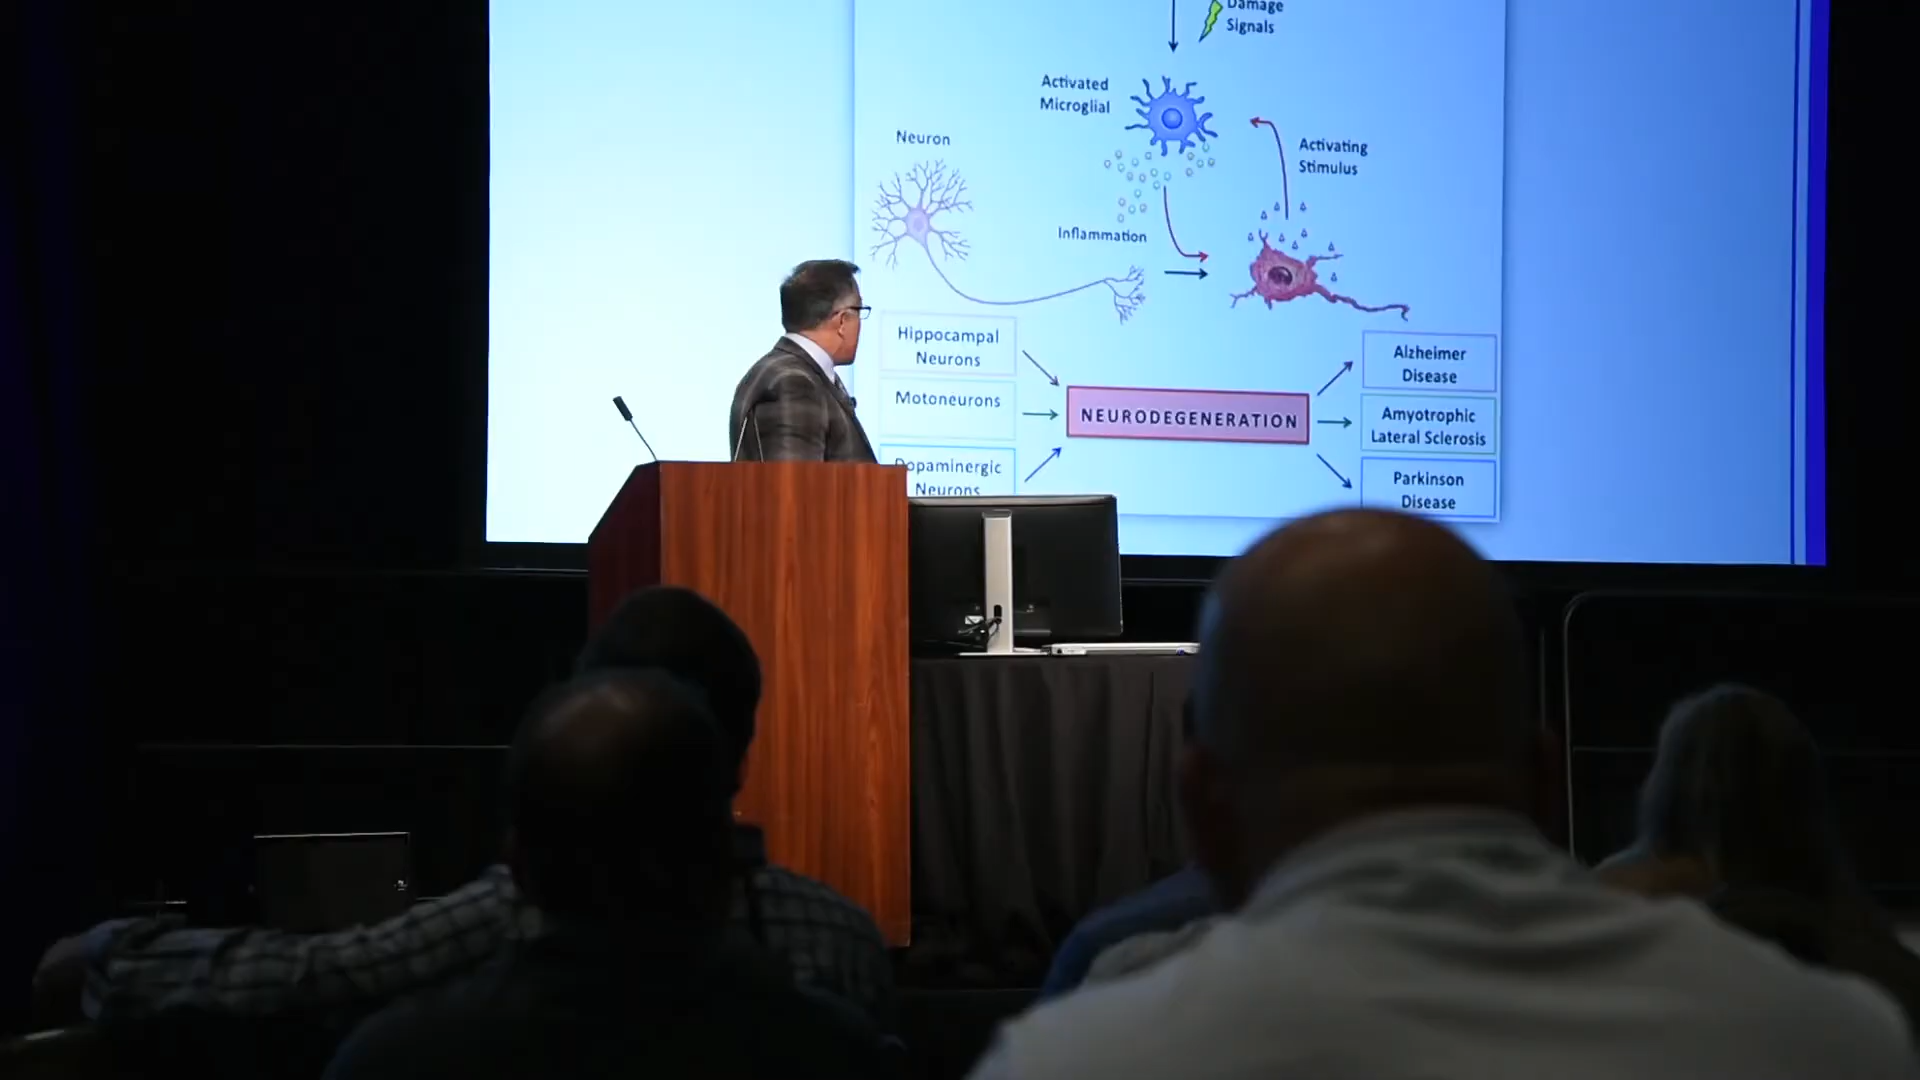 Damage
Signals
Activated
Microglial
Neuron
Activating
Stimulus
Inflammation
Hippocampal
Neurons
Motoneurons
Dopaminergic
Neurons
NEURODEGENERATION
Alzheimer
Disease
Amyotrophic
Lateral Sclerosis
Parkinson
Disease